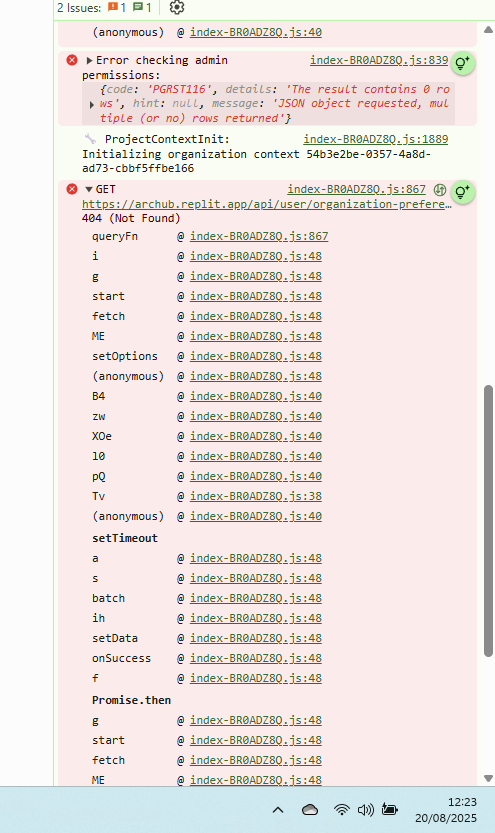 2 Issues: 1 1
(anonymous) @ index-BR0ADZ8Q.js:40
Error checking admin index-BR0ADZ8Q.js:839
permissions:
{code: 'PGRST116', details: 'The result contains 0 ro
ws', hint: null, message: 'JSON object requested, mul
tiple (or no) rows returned'}
ProjectContextInit: index-BR0ADZ8Q.js:1889
Initializing organization context 54b3e2be-0357-4a8d-
ad73-cbbf5ffbe166
GET index-BR0ADZ8Q.js:867
https://archub.replit.app/api/user/organization-prefere…
404 (Not Found)
queryFn @ index-BR0ADZ8Q.js:867
i @ index-BR0ADZ8Q.js:48
g @ index-BR0ADZ8Q.js:48
start @ index-BR0ADZ8Q.js:48
fetch @ index-BR0ADZ8Q.js:48
ME @ index-BR0ADZ8Q.js:48
setOptions @ index-BR0ADZ8Q.js:48
(anonymous) @ index-BR0ADZ8Q.js:48
B4 @ index-BR0ADZ8Q.js:40
zw @ index-BR0ADZ8Q.js:40
XOe @ index-BR0ADZ8Q.js:40
l0 @ index-BR0ADZ8Q.js:40
pQ @ index-BR0ADZ8Q.js:40
Tv @ index-BR0ADZ8Q.js:38
(anonymous) @ index-BR0ADZ8Q.js:40
setTimeout
a @ index-BR0ADZ8Q.js:48
s @ index-BR0ADZ8Q.js:48
batch @ index-BR0ADZ8Q.js:48
ih @ index-BR0ADZ8Q.js:48
setData @ index-BR0ADZ8Q.js:48
onSuccess @ index-BR0ADZ8Q.js:48
f @ index-BR0ADZ8Q.js:48
Promise.then
g @ index-BR0ADZ8Q.js:48
start @ index-BR0ADZ8Q.js:48
fetch @ index-BR0ADZ8Q.js:48
ME @ index-BR0ADZ8Q.js:48
12:23
20/08/2025